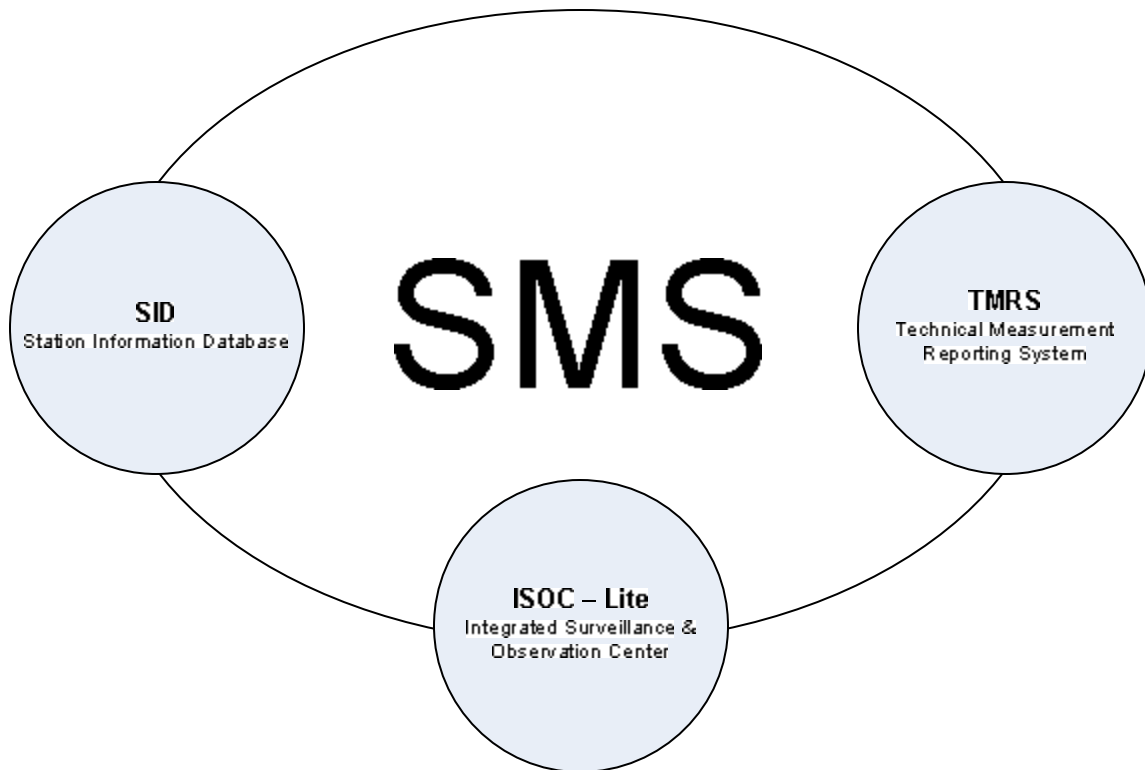 SMS
SID
Station Information Database
TMRS
Technical Measurement
Reporting System
ISOC – Lite
Integrated Surveillance &
Observation Center